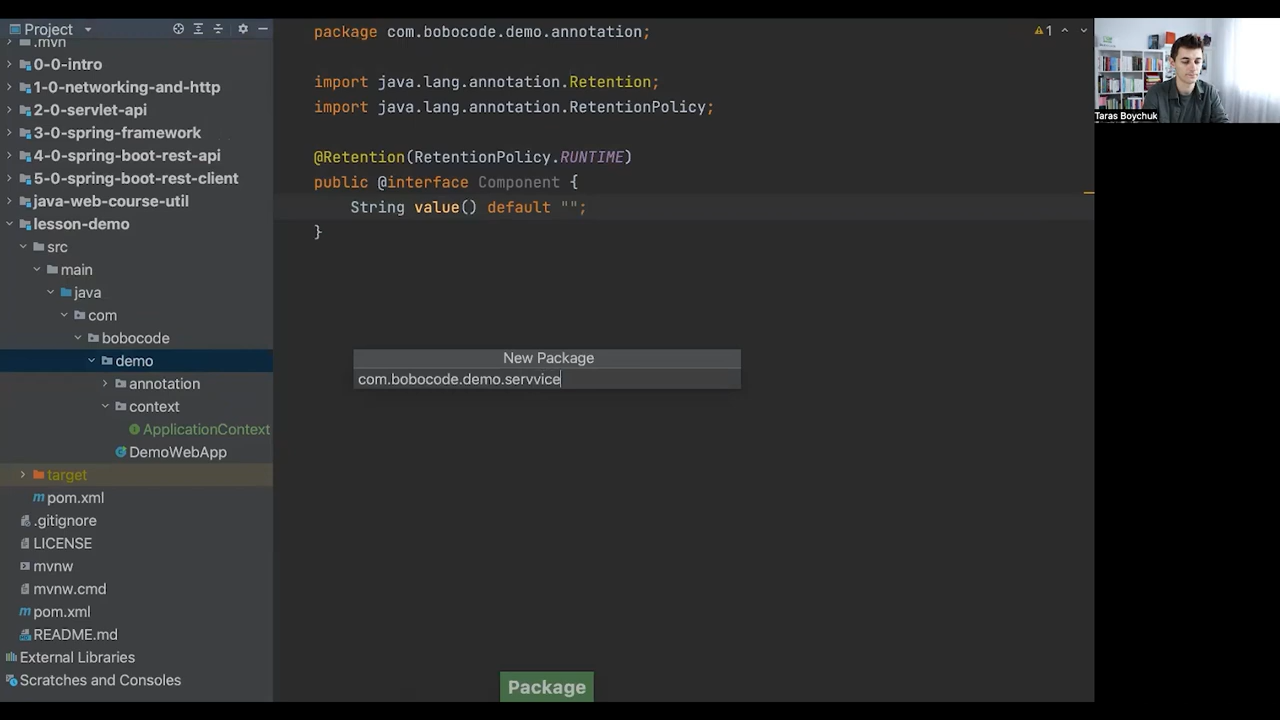 Project
.mvn
0-0-intro
1-0-networking-and-http
2-0-servlet-api
3-0-spring-framework
4-0-spring-boot-rest-api
5-0-spring-boot-rest-client
java-web-course-util
lesson-demo
src
main
java
com
bobocode
demo
annotation
context
ApplicationContext
DemoWebApp
target
pom.xml
.gitignore
LICENSE
mvnw
mvnw.cmd
pom.xml
README.md
External Libraries
Scratches and Consoles
package com.bobocode.demo.annotation;
1
import java.lang.annotation.Retention;
import java.lang.annotation.RetentionPolicy;
@Retention(RetentionPolicy.RUNTIME)
public @interface Component {
String value() default "";
}
New Package
com.bobocode.demo.servvice
Package
Taras Boychuk